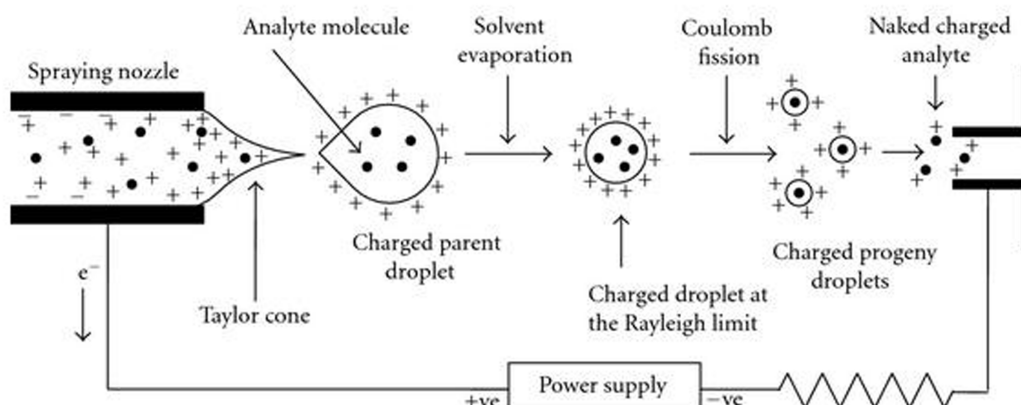 Analyte molecule
Solvent
evaporation
Coulomb
fission
Naked charged
analyte
Spraying nozzle
Charged parent
droplet
Charged progeny
droplets
e⁻
Taylor cone
Charged droplet at
the Rayleigh limit
Power supply
+ve
−ve